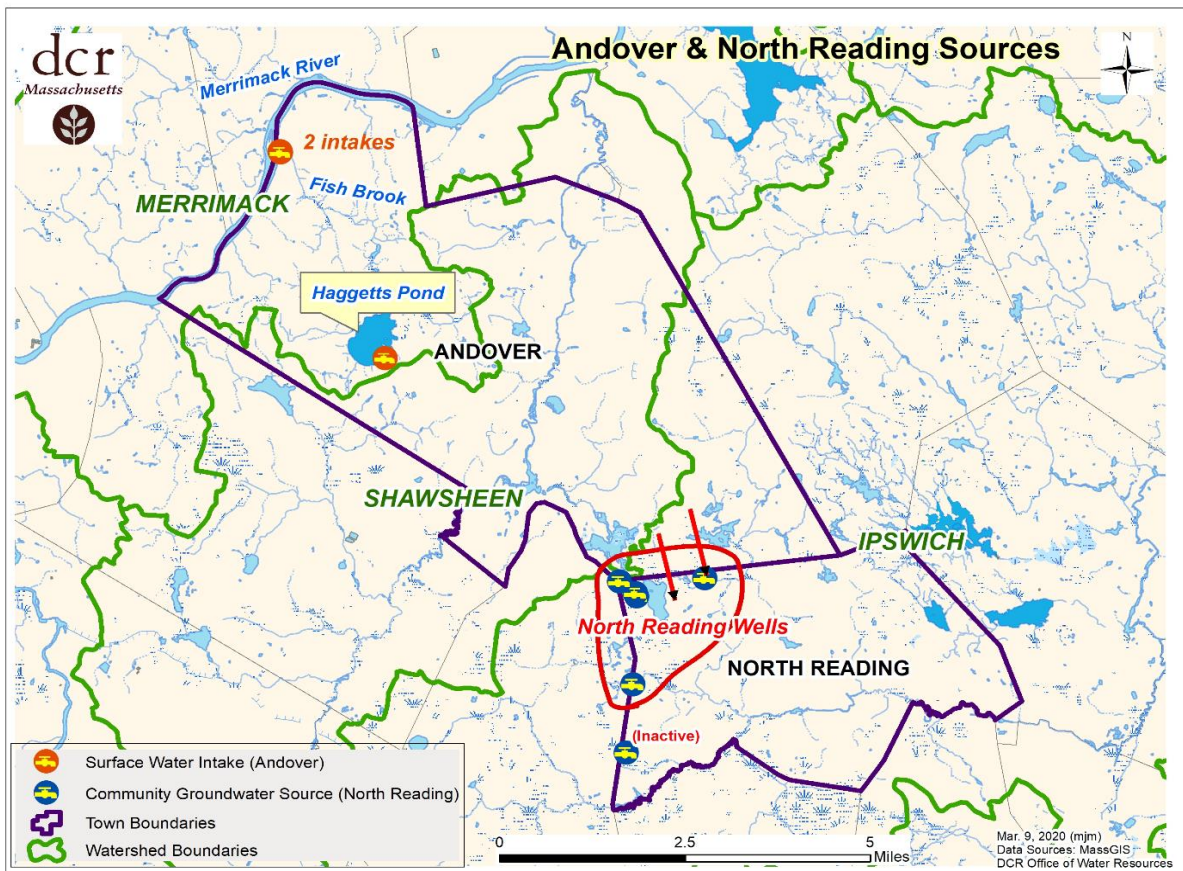 dcr
Massachusetts
Andover & North Reading Sources
N
Merrimack River
2 intakes
Fish Brook
MERRIMACK
Haggetts Pond
ANDOVER
SHAWSHEEN
IPSWICH
North Reading Wells
NORTH READING
(Inactive)
Surface Water Intake (Andover)
Community Groundwater Source (North Reading)
Town Boundaries
Watershed Boundaries
0 2.5 5
Miles
Mar. 9, 2020 (mjm)
Data Sources: MassGIS
DCR Office of Water Resources